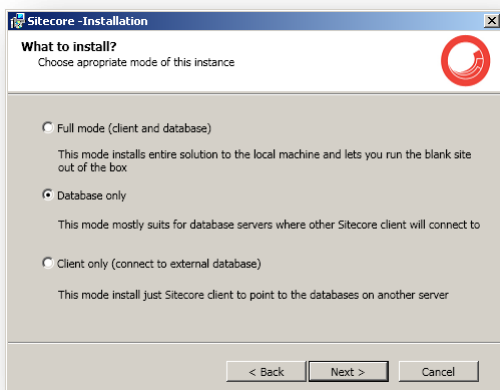 Sitecore -Installation
What to install?
Choose apropriate mode of this instance
Full mode (client and database)
This mode installs entire solution to the local machine and lets you run the blank site
out of the box
Database only
This mode mostly suits for database servers where other Sitecore client will connect to
Client only (connect to external database)
This mode install just Sitecore client to point to the databases on another server
< Back
Next >
Cancel